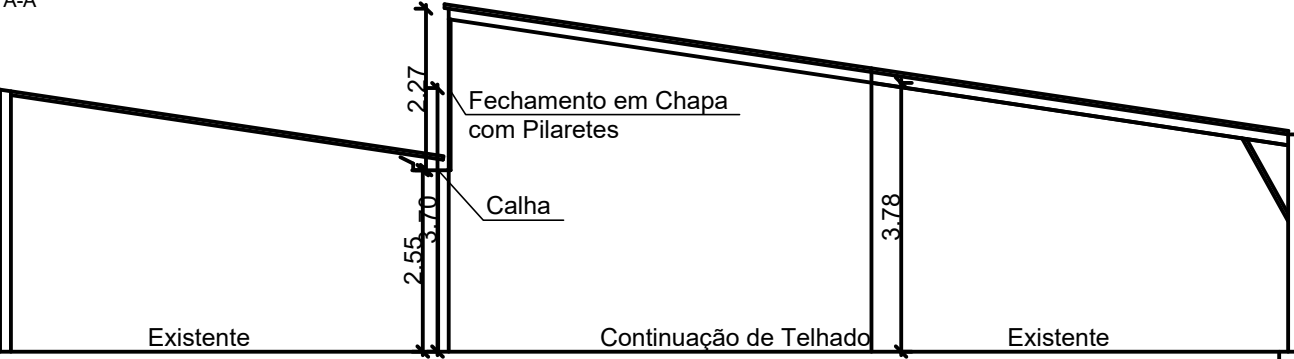 A-A
2.27
Fechamento em Chapa
com Pilaretes
Calha
2.55
3.70
3.78
Existente
Continuação de Telhado
Existente